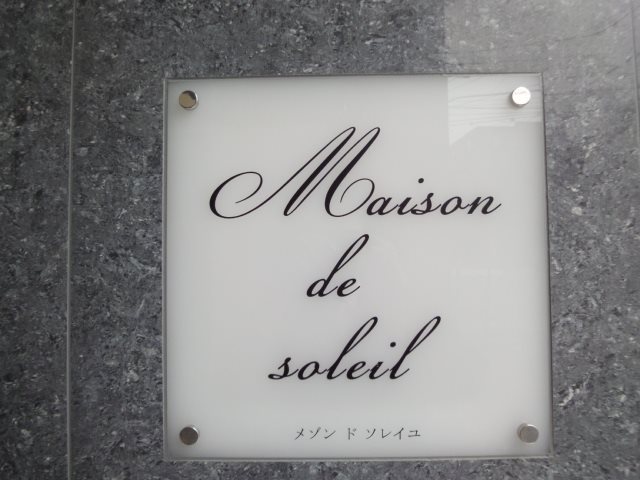 Maison
de
soleil
メゾン ド ソレイユ